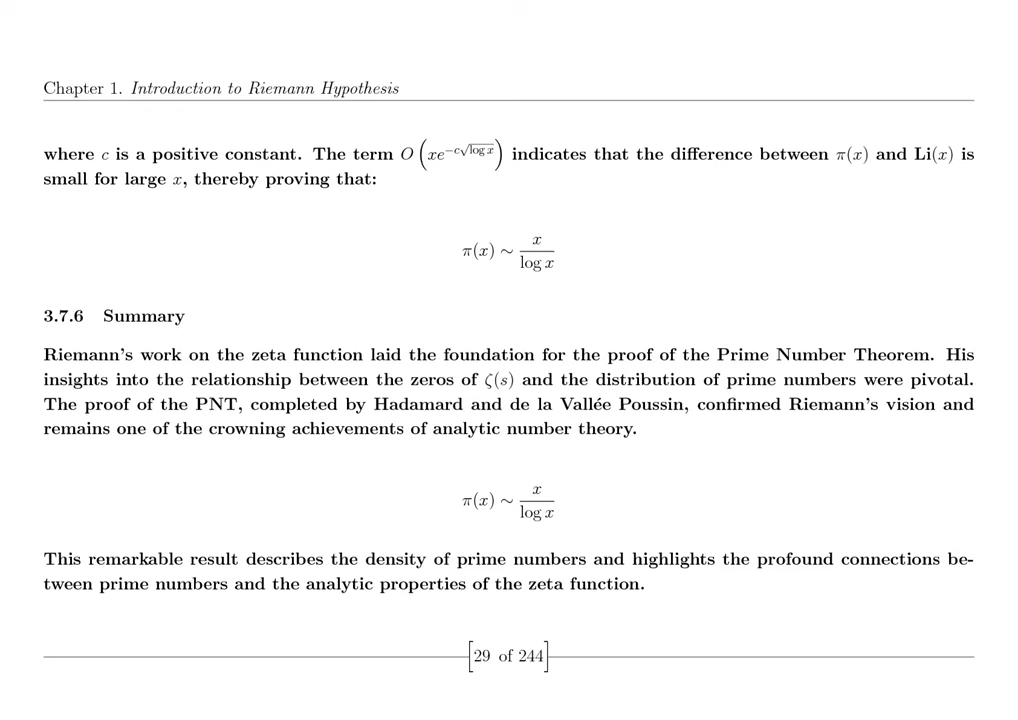 Chapter 1. Introduction to Riemann Hypothesis
where c is a positive constant. The term O(xe^{−c√log x}) indicates that the difference between π(x) and Li(x) is
small for large x, thereby proving that:
π(x) ∼ x/log x
3.7.6 Summary
Riemann's work on the zeta function laid the foundation for the proof of the Prime Number Theorem. His
insights into the relationship between the zeros of ζ(s) and the distribution of prime numbers were pivotal.
The proof of the PNT, completed by Hadamard and de la Vallée Poussin, confirmed Riemann's vision and
remains one of the crowning achievements of analytic number theory.
π(x) ∼ x/log x
This remarkable result describes the density of prime numbers and highlights the profound connections be-
tween prime numbers and the analytic properties of the zeta function.
[29 of 244]